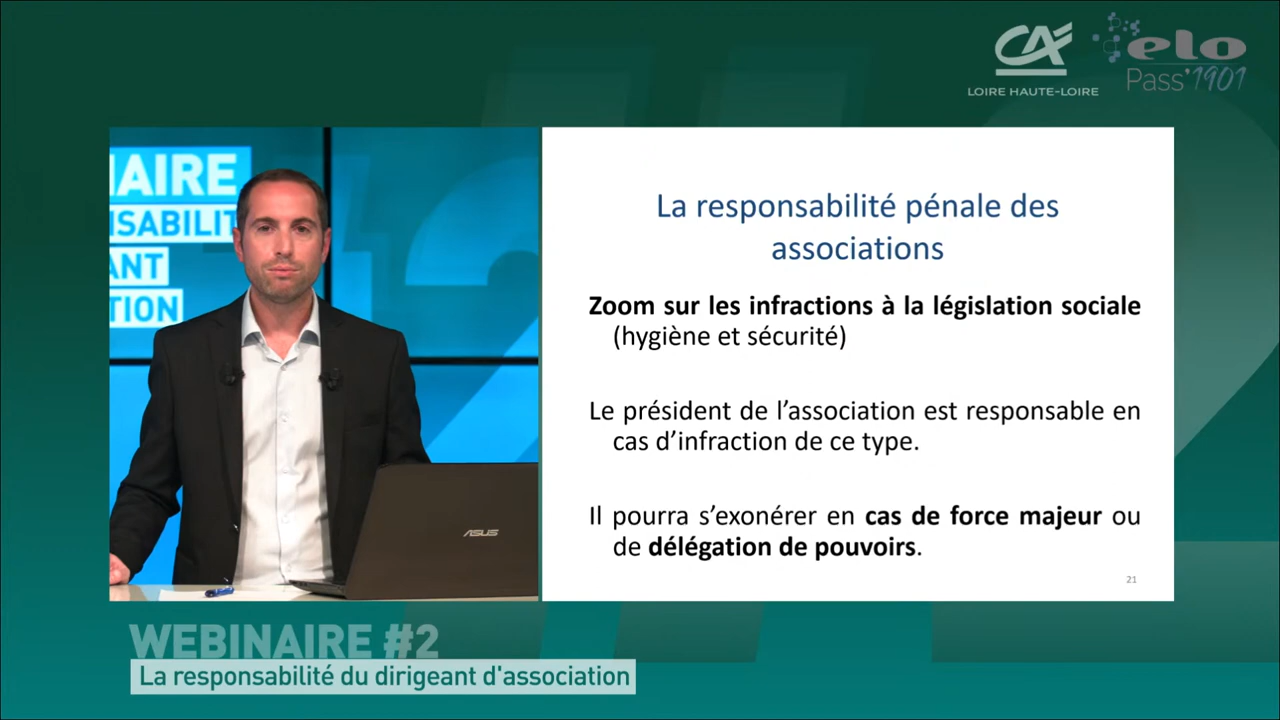 CA
LOIRE HAUTE-LOIRE
elo
Pass'1901
NAIRE
NSABILIT
ANT
TION
ASUS
La responsabilité pénale des
associations
Zoom sur les infractions à la législation sociale
(hygiène et sécurité)
Le président de l’association est responsable en
cas d’infraction de ce type.
Il pourra s’exonérer en cas de force majeur ou
de délégation de pouvoirs.
21
WEBINAIRE #2
La responsabilité du dirigeant d'association